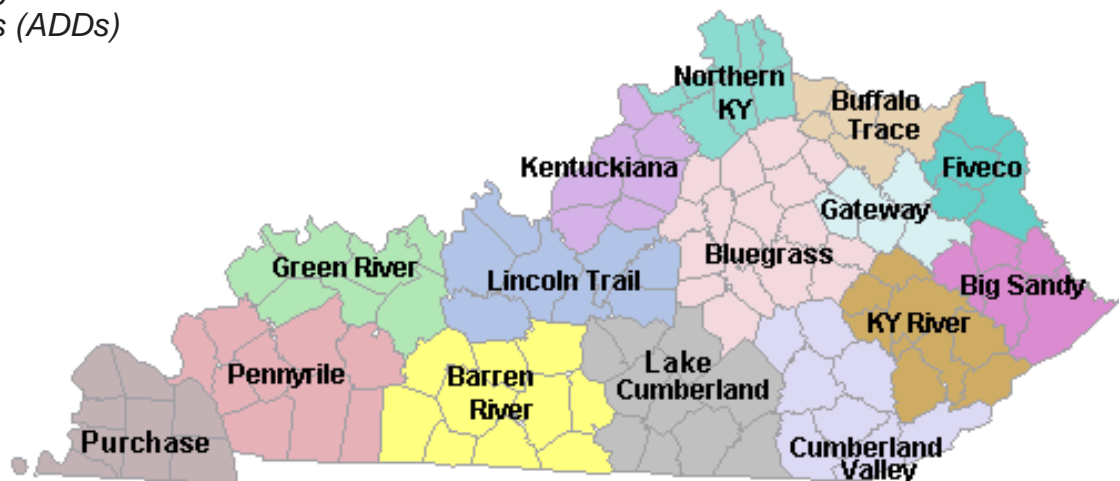 s (ADDs)
Northern
KY
Buffalo
Trace
Kentuckiana
Fiveco
Gateway
Bluegrass
Green River
Lincoln Trail
Big Sandy
KY River
Pennyrile
Barren
River
Lake
Cumberland
Purchase
Cumberland
Valley